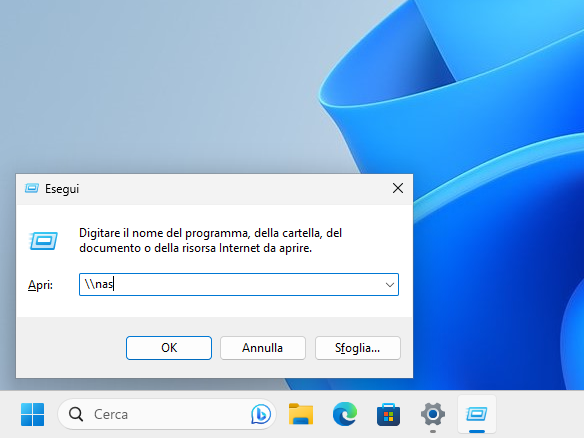 Esegui
Digitare il nome del programma, della cartella, del
documento o della risorsa Internet da aprire.
Apri: \\nas
OK Annulla Sfoglia...
Cerca